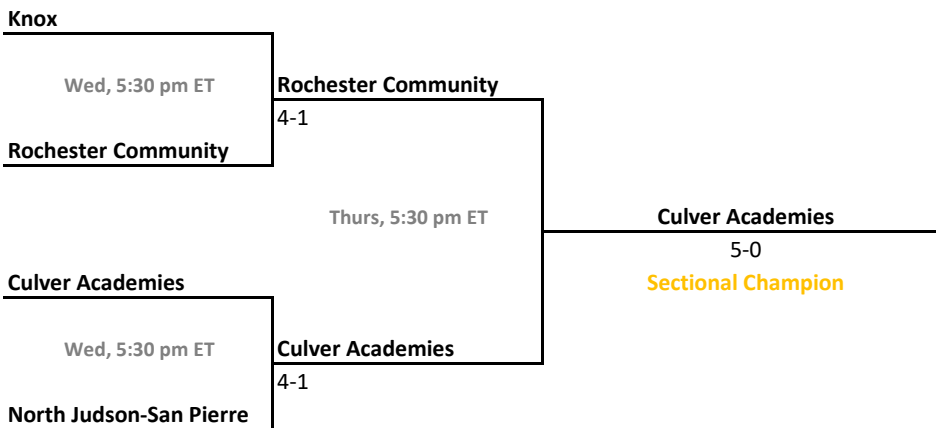 Knox
Wed, 5:30 pm ET
Rochester Community
4-1
Rochester Community
Thurs, 5:30 pm ET
Culver Academies
5-0
Sectional Champion
Culver Academies
Wed, 5:30 pm ET
Culver Academies
4-1
North Judson-San Pierre